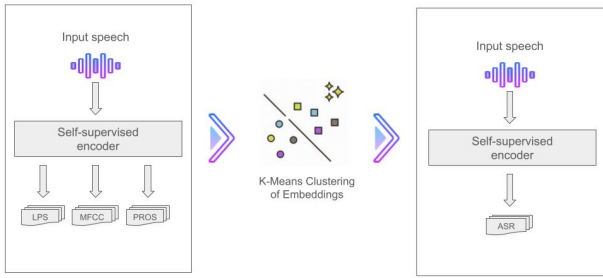 Input speech
Self-supervised
encoder
LPS
MFCC
PROS
K-Means Clustering
of Embeddings
Input speech
Self-supervised
encoder
ASR